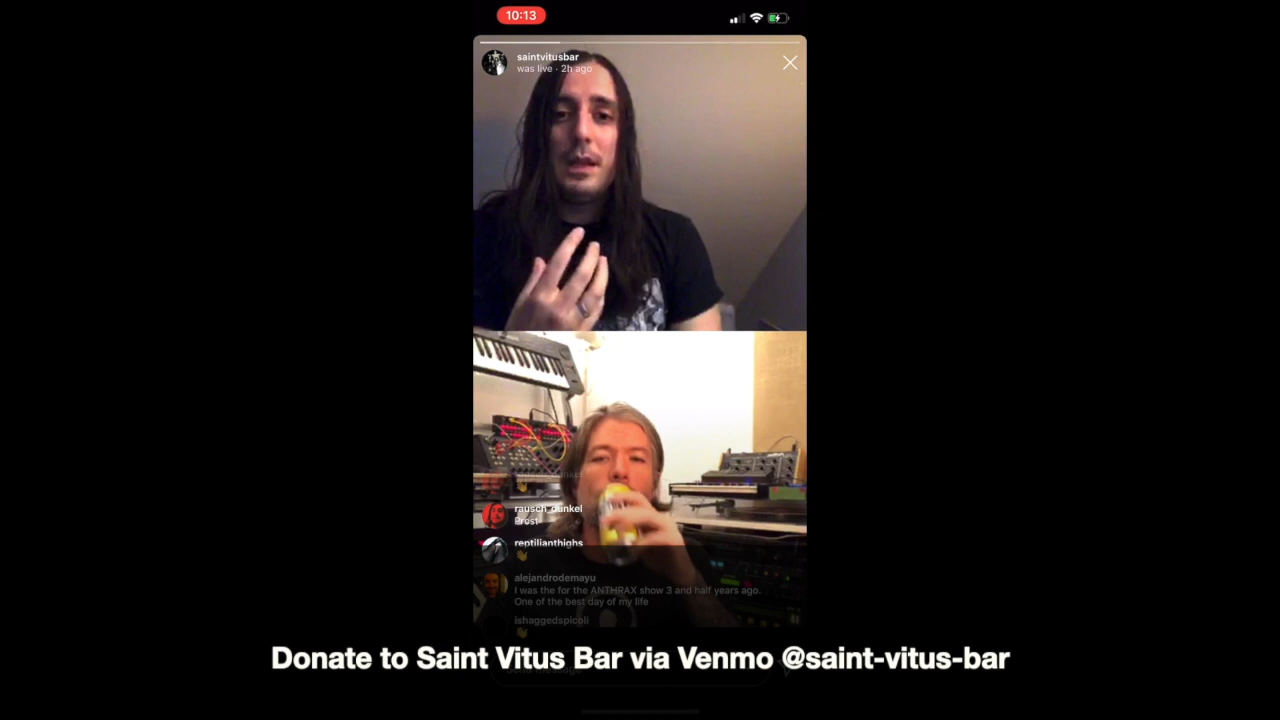 10:13
saintvitusbar
was live · 2h ago
rausch_dunkel
Prost
reptilianthighs
alejandrodemayu
I was the for the ANTHRAX show 3 and half years ago.
One of the best day of my life
ishaggedspicoli
Donate to Saint Vitus Bar via Venmo @saint-vitus-bar